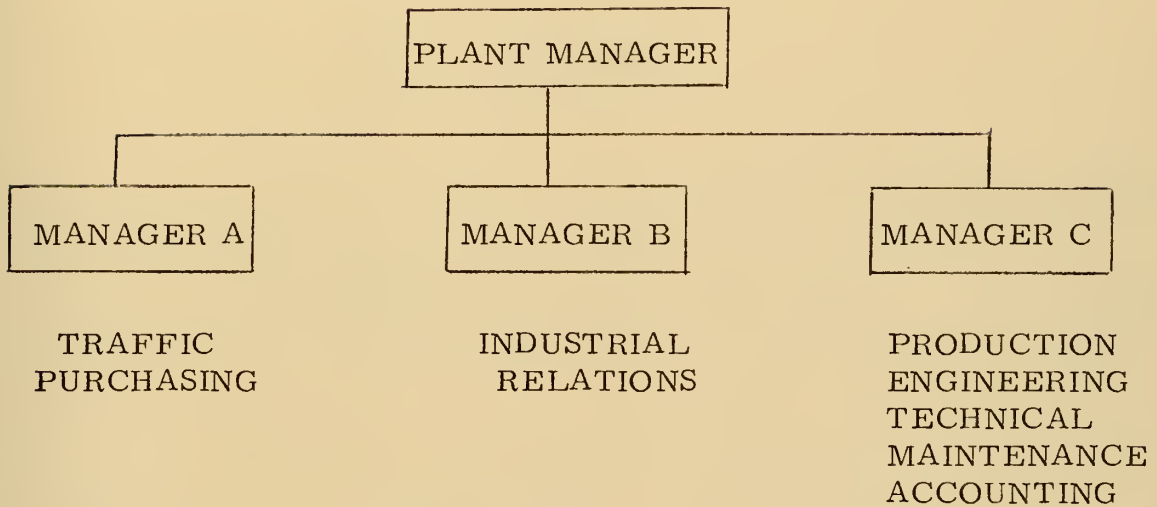 PLANT MANAGER
MANAGER A
MANAGER B
MANAGER C
TRAFFIC
PURCHASING
INDUSTRIAL
RELATIONS
PRODUCTION
ENGINEERING
TECHNICAL
MAINTENANCE
ACCOUNTING